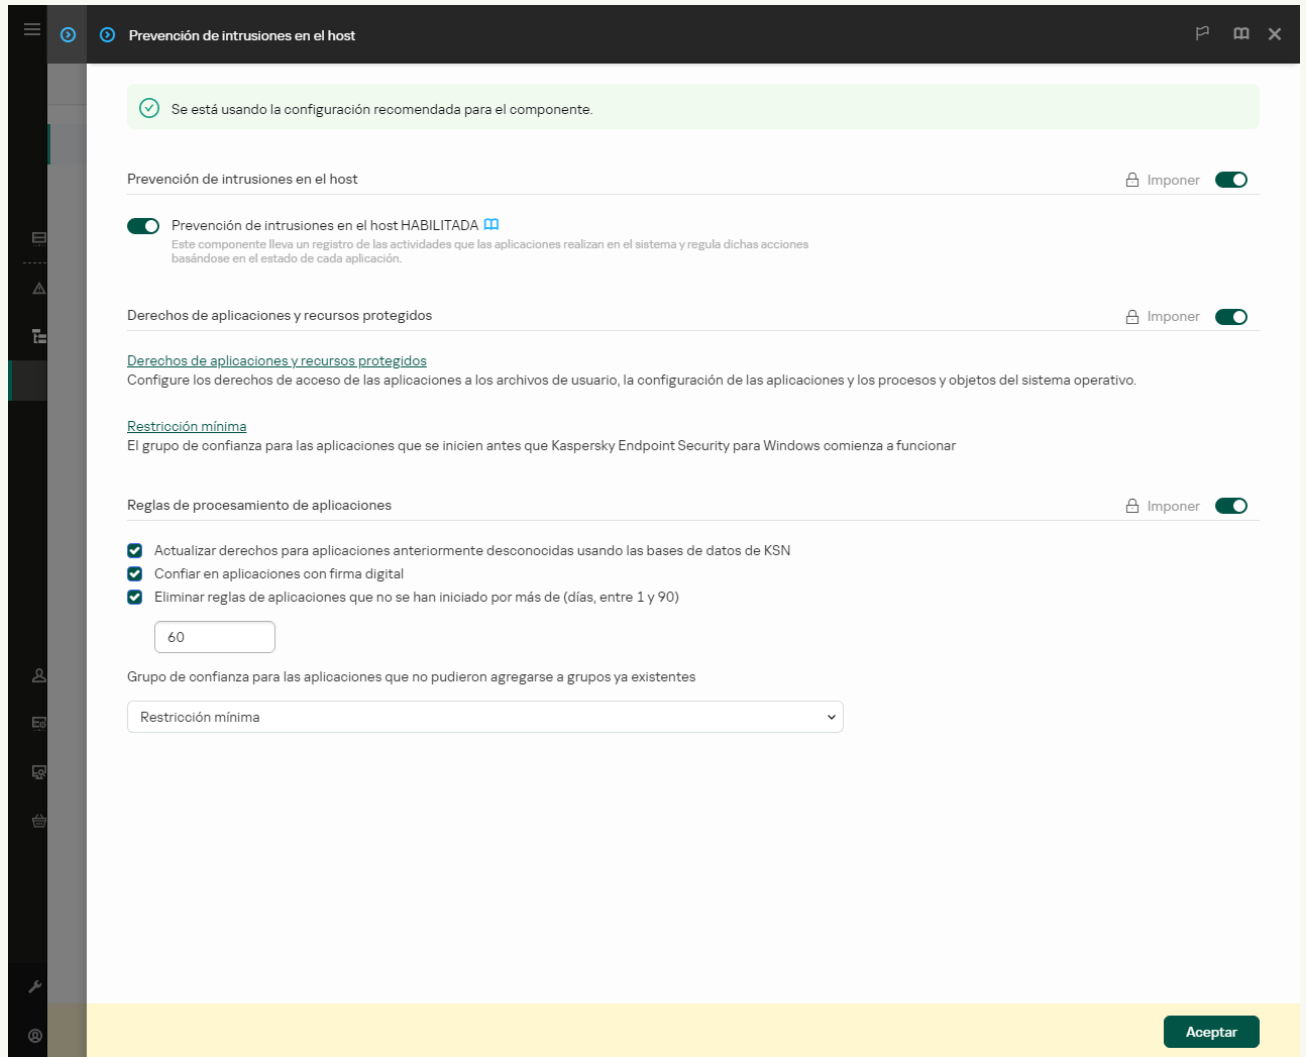 Prevención de intrusiones en el host
Se está usando la configuración recomendada para el componente.
Prevención de intrusiones en el host
Imponer
Prevención de intrusiones en el host HABILITADA
Este componente lleva un registro de las actividades que las aplicaciones realizan en el sistema y regula dichas acciones
basándose en el estado de cada aplicación.
Derechos de aplicaciones y recursos protegidos
Imponer
Derechos de aplicaciones y recursos protegidos
Configure los derechos de acceso de las aplicaciones a los archivos de usuario, la configuración de las aplicaciones y los procesos y objetos del sistema operativo.
Restricción mínima
El grupo de confianza para las aplicaciones que se inicien antes que Kaspersky Endpoint Security para Windows comienza a funcionar
Reglas de procesamiento de aplicaciones
Imponer
Actualizar derechos para aplicaciones anteriormente desconocidas usando las bases de datos de KSN
Confiar en aplicaciones con firma digital
Eliminar reglas de aplicaciones que no se han iniciado por más de (días, entre 1 y 90)
60
Grupo de confianza para las aplicaciones que no pudieron agregarse a grupos ya existentes
Restricción mínima
Aceptar